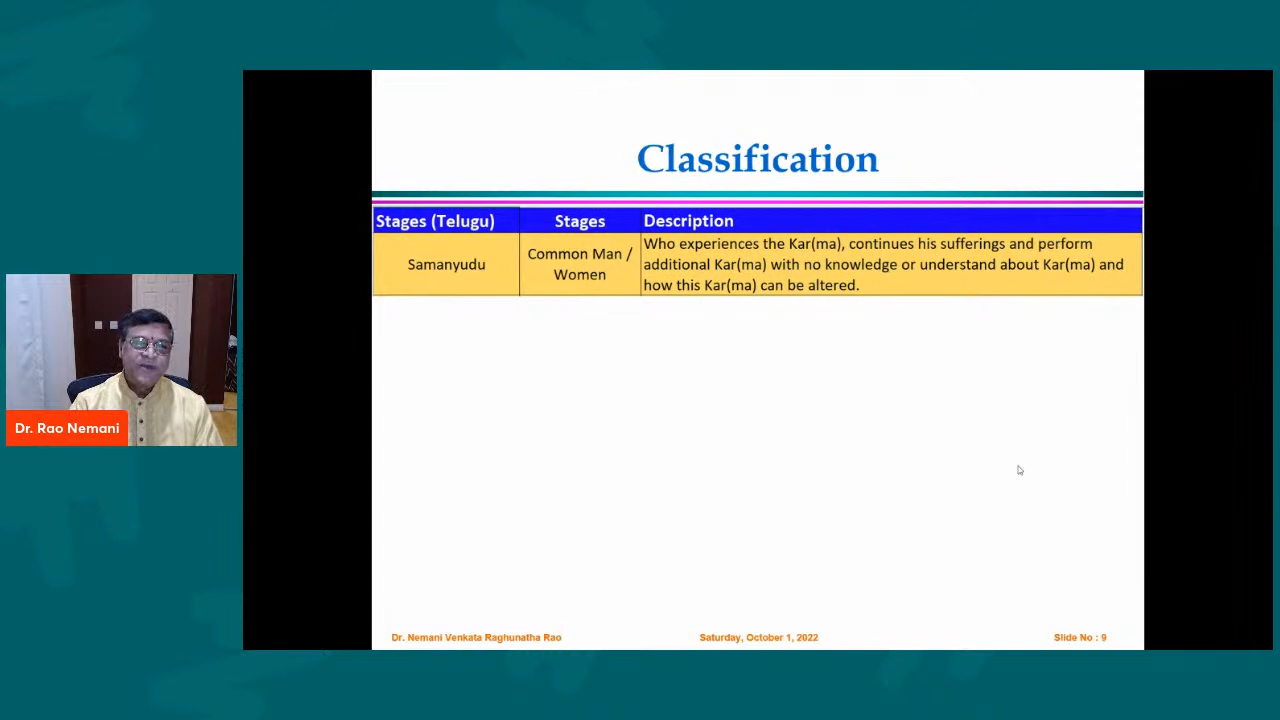 Classification
Stages (Telugu) Stages Description
Samanyudu
Common Man /
Women
Who experiences the Kar(ma), continues his sufferings and perform
additional Kar(ma) with no knowledge or understand about Kar(ma) and
how this Kar(ma) can be altered.
Dr. Rao Nemani
Dr. Nemani Venkata Raghunatha Rao Saturday, October 1, 2022 Slide No : 9